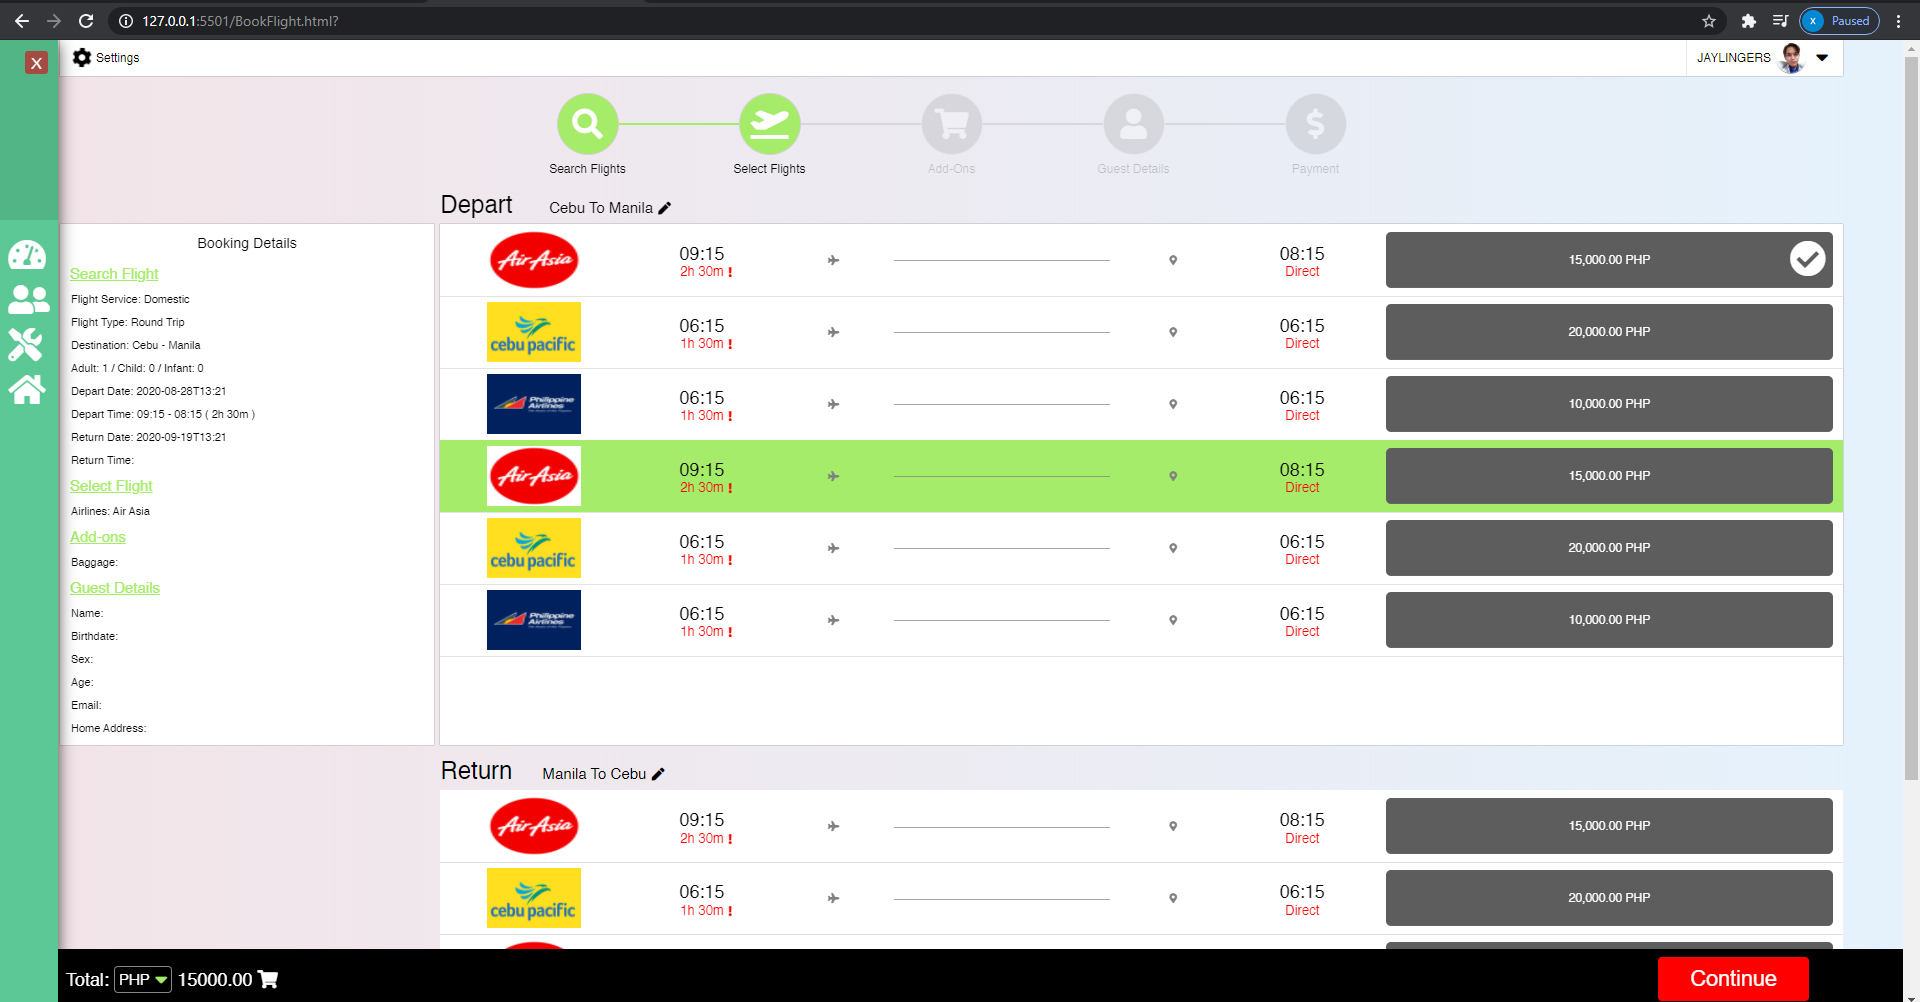 127.0.0.1:5501/BookFlight.html?
x Paused
X
Settings
JAYLINGERS
Search Flights
Select Flights
Add-Ons
Guest Details
Payment
Depart
Cebu To Manila
Booking Details
Search Flight
Flight Service: Domestic
Flight Type: Round Trip
Destination: Cebu - Manila
Adult: 1 / Child: 0 / Infant: 0
Depart Date: 2020-08-28T13:21
Depart Time: 09:15 - 08:15 ( 2h 30m )
Return Date: 2020-09-19T13:21
Return Time:
Select Flight
Airlines: Air Asia
Add-ons
Baggage:
Guest Details
Name:
Birthdate:
Sex:
Age:
Email:
Home Address:
Air Asia
09:15
2h 30m !
08:15
Direct
15,000.00 PHP
cebu pacific
06:15
1h 30m !
06:15
Direct
20,000.00 PHP
Philippine Airlines
06:15
1h 30m !
06:15
Direct
10,000.00 PHP
Air Asia
09:15
2h 30m !
08:15
Direct
15,000.00 PHP
cebu pacific
06:15
1h 30m !
06:15
Direct
20,000.00 PHP
Philippine Airlines
06:15
1h 30m !
06:15
Direct
10,000.00 PHP
Return
Manila To Cebu
Air Asia
09:15
2h 30m !
08:15
Direct
15,000.00 PHP
cebu pacific
06:15
1h 30m !
06:15
Direct
20,000.00 PHP
Total: PHP 15000.00
Continue